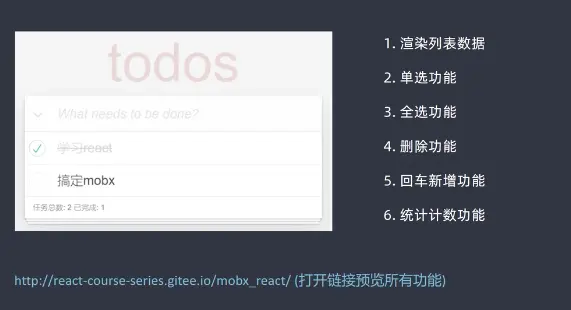 todos
What needs to be done?
学习react
搞定mobx
任务总数: 2 已完成: 1
1. 渲染列表数据
2. 单选功能
3. 全选功能
4. 删除功能
5. 回车新增功能
6. 统计计数功能
http://react-course-series.gitee.io/mobx_react/ (打开链接预览所有功能)